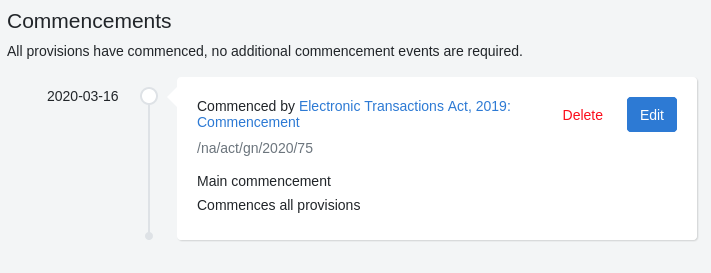 Commencements
All provisions have commenced, no additional commencement events are required.
2020-03-16
Commenced by Electronic Transactions Act, 2019:
Commencement
Delete
Edit
/na/act/gn/2020/75
Main commencement
Commences all provisions